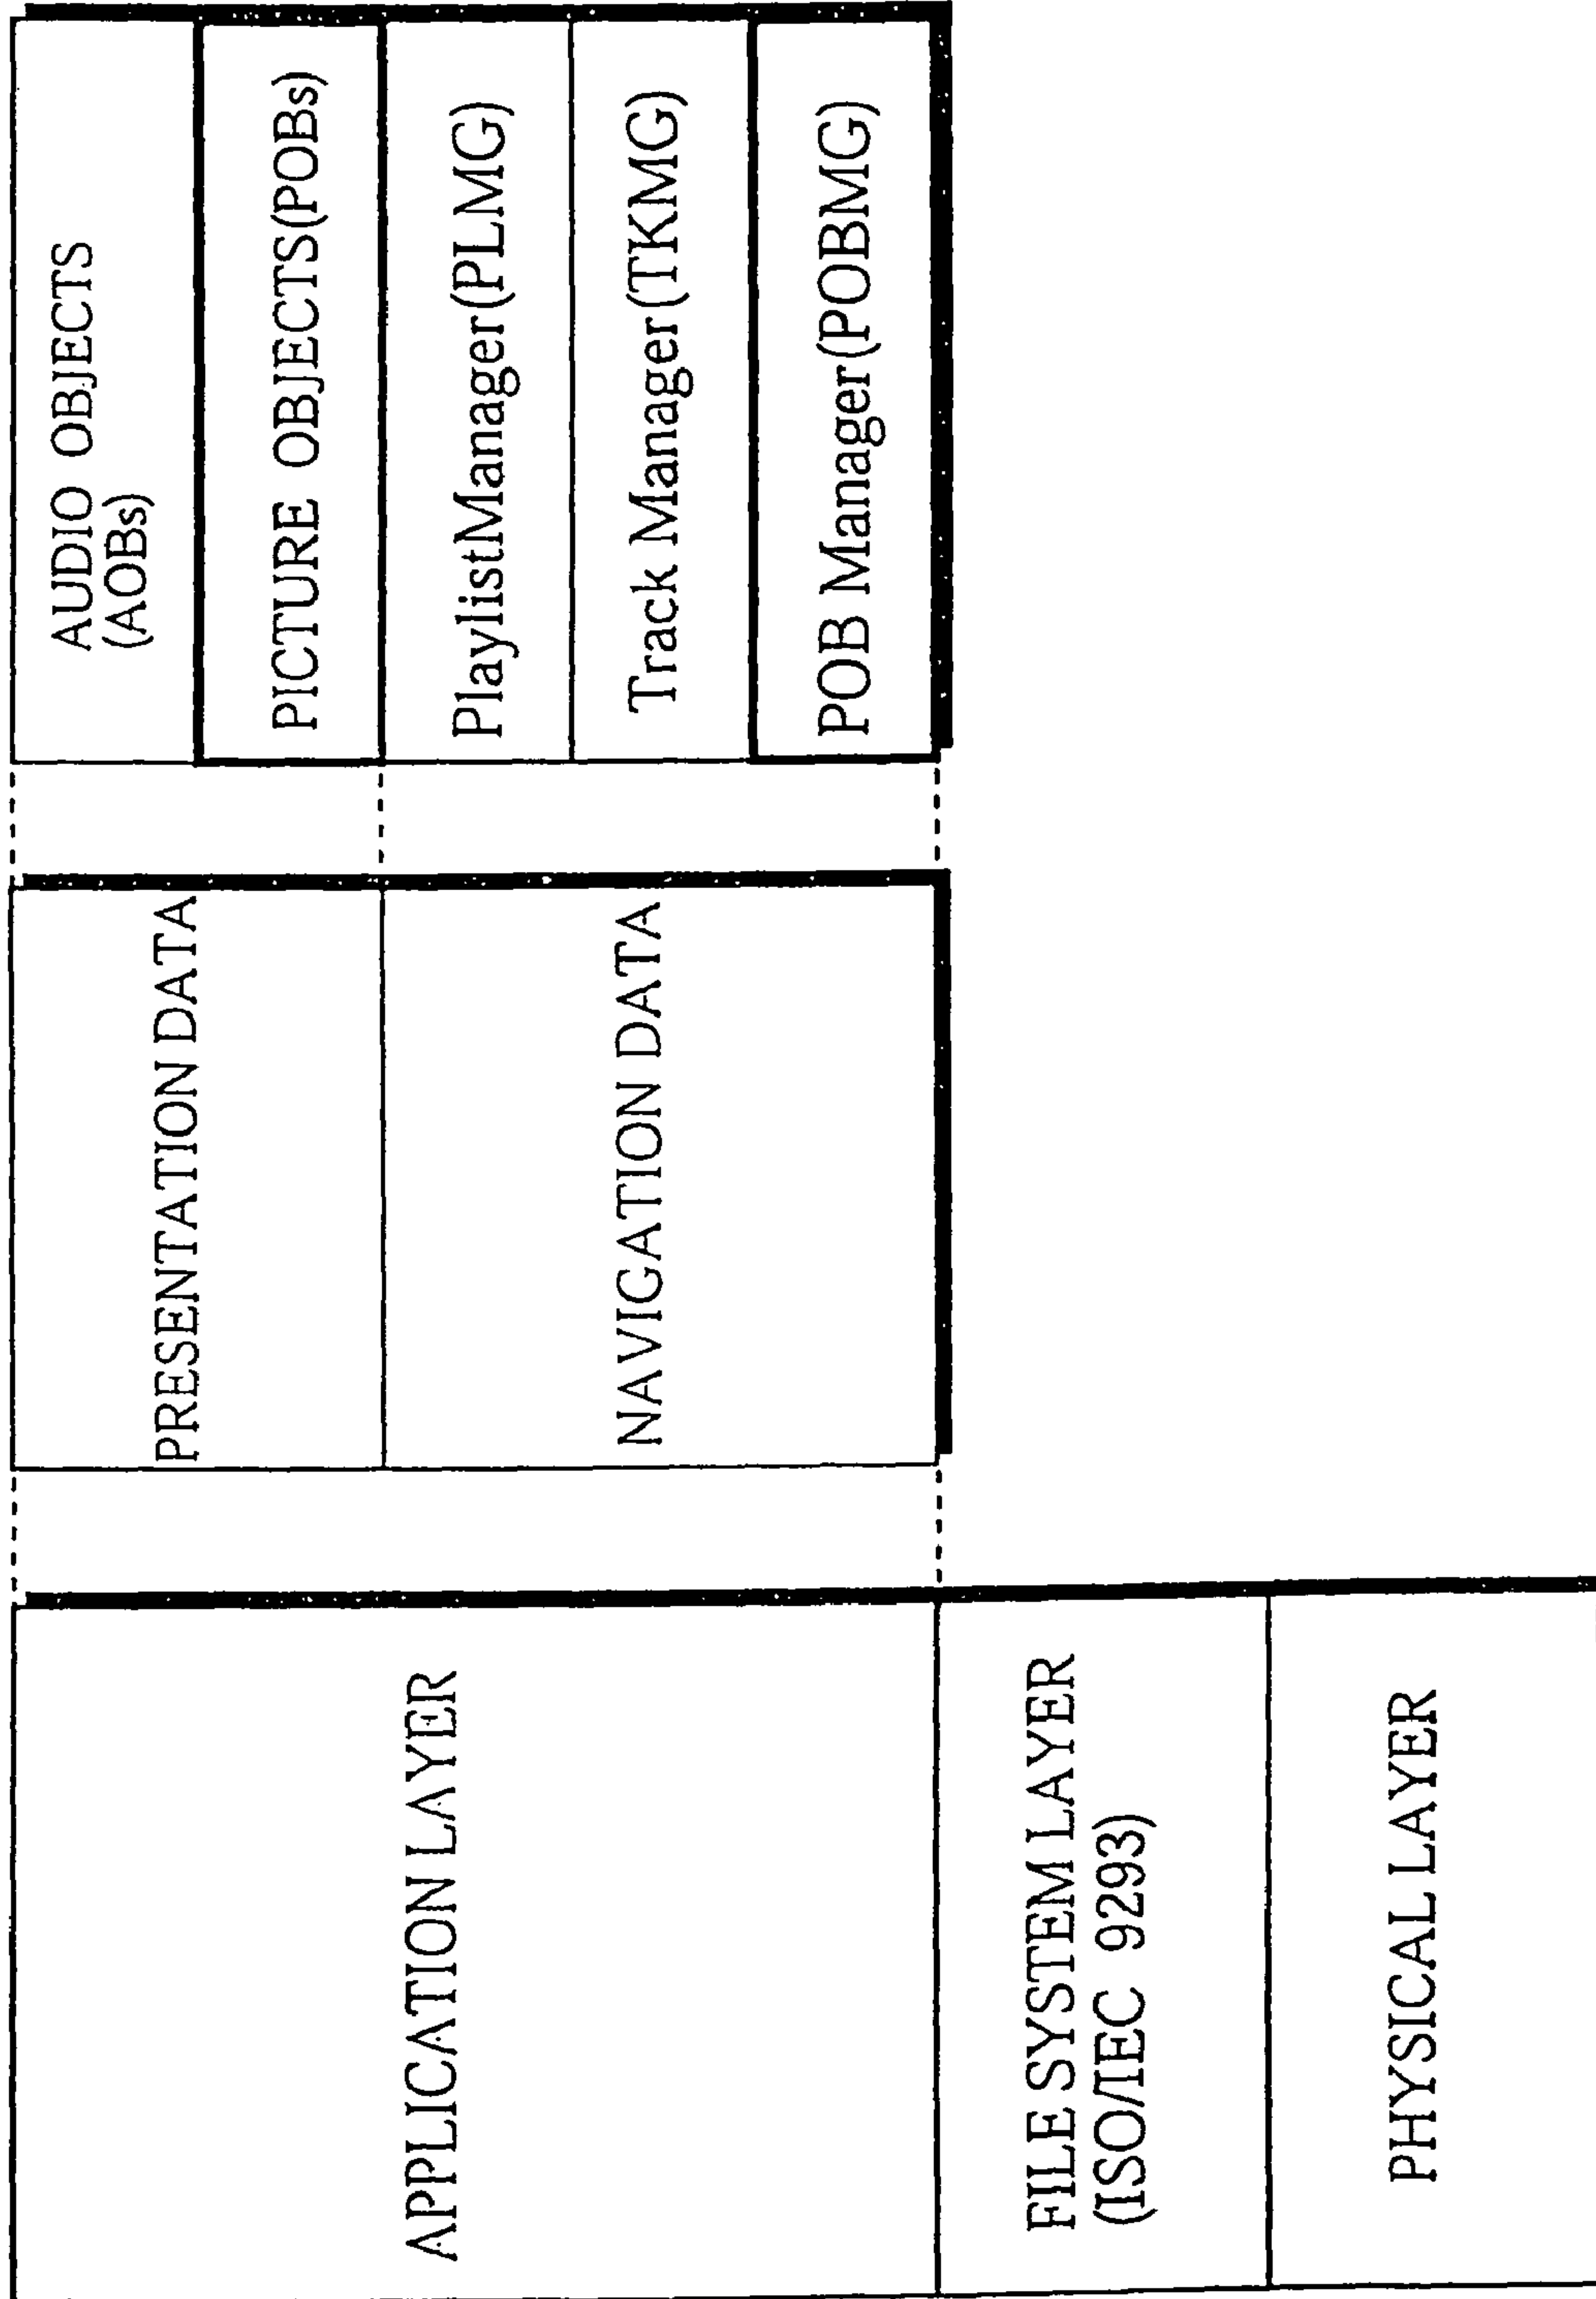 APPLICATION LAYER
FILE SYSTEM LAYER
(ISO/IEC 9293)
PHYSICAL LAYER
PRESENTATION DATA
NAVIGATION DATA
AUDIO OBJECTS
(AOBs)
PICTURE OBJECTS(POBs)
PlaylistManager(PLMG)
Track Manager(TKMG)
POB Manager(POBMG)